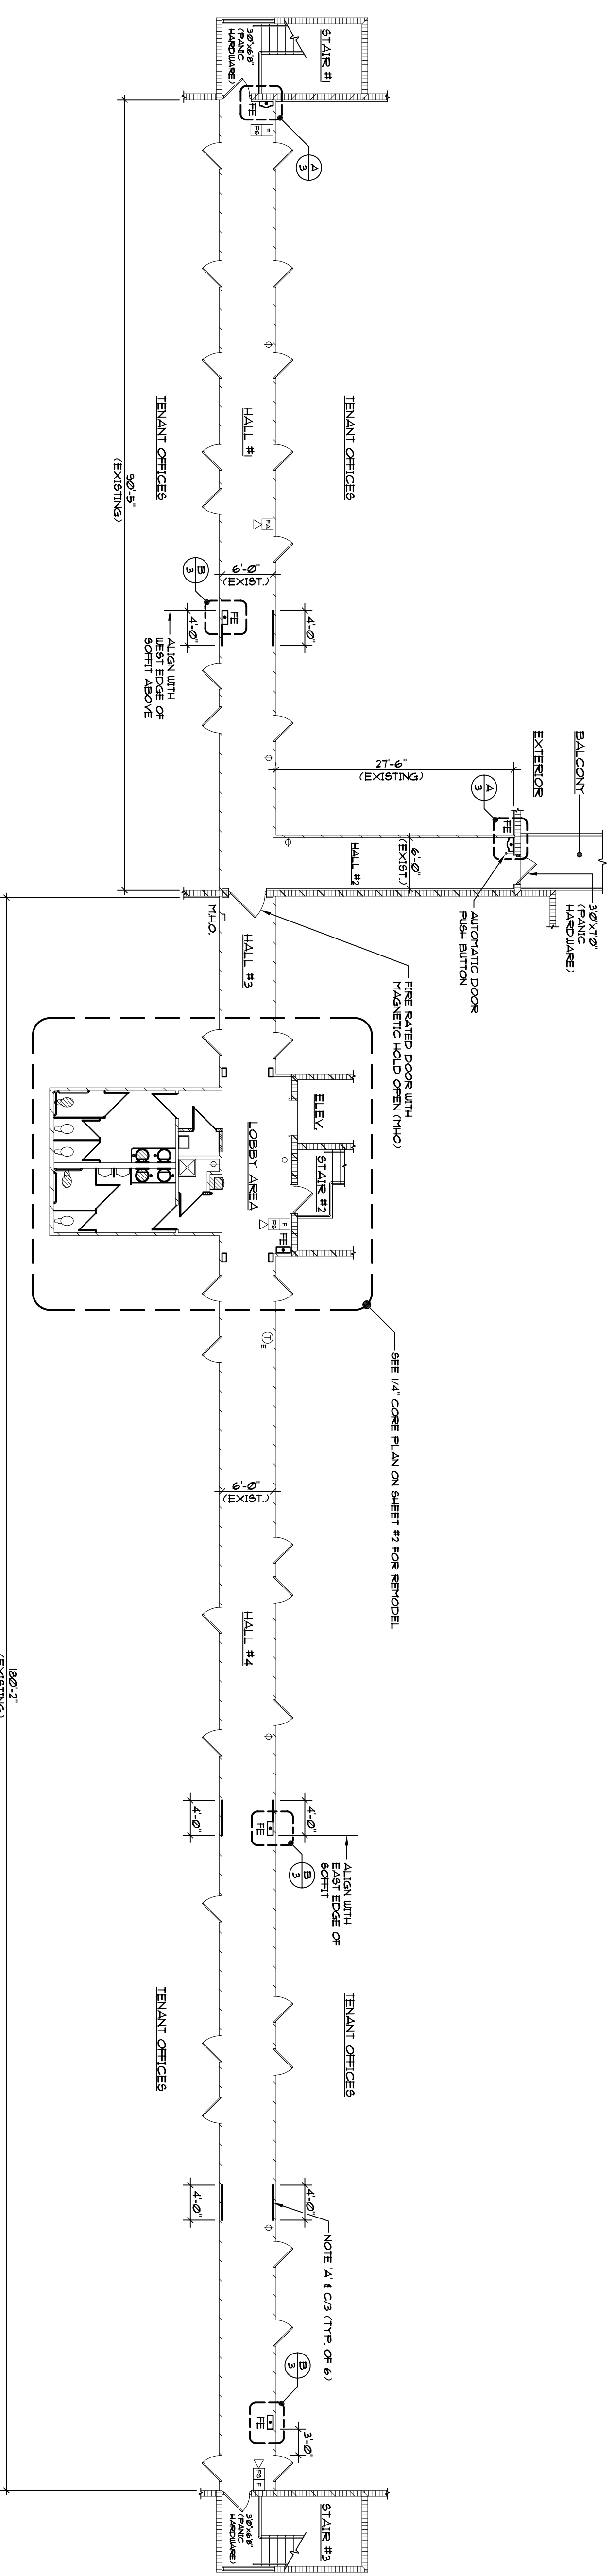 STAIR #1
3'0"x6'8"
(PANIC
HARDWARE)
FE
F
PS
A
3
TENANT OFFICES
HALL #1
TENANT OFFICES
90'-5"
(EXISTING)
FA
6'-0"
(EXIST.)
4'-0"
B
3
FE
4'-0"
ALIGN WITH
WEST EDGE OF
SOFFIT ABOVE
BALCONY
EXTERIOR
27'-6"
(EXISTING)
A
3
FE
6'-0"
(EXIST.)
HALL #2
3'0"x7'0"
(PANIC
HARDWARE)
AUTOMATIC DOOR
PUSH BUTTON
M.H.O.
HALL #3
FIRE RATED DOOR WITH
MAGNETIC HOLD OPEN (MHO)
ELEV.
STAIR #2
LOBBY AREA
F
PS
FE
SEE 1/4" CORE PLAN ON SHEET #2 FOR REMODEL
T
E
6'-0"
(EXIST.)
HALL #4
180'-2"
(EXISTING)
4'-0"
4'-0"
FE
B
3
ALIGN WITH
EAST EDGE OF
SOFFIT
TENANT OFFICES
TENANT OFFICES
4'-0"
4'-0"
NOTE 'A' & C/3 (TYP. OF 6)
B
3
FE
3'-0"
PS
F
3'0"x6'8"
(PANIC
HARDWARE)
STAIR #3